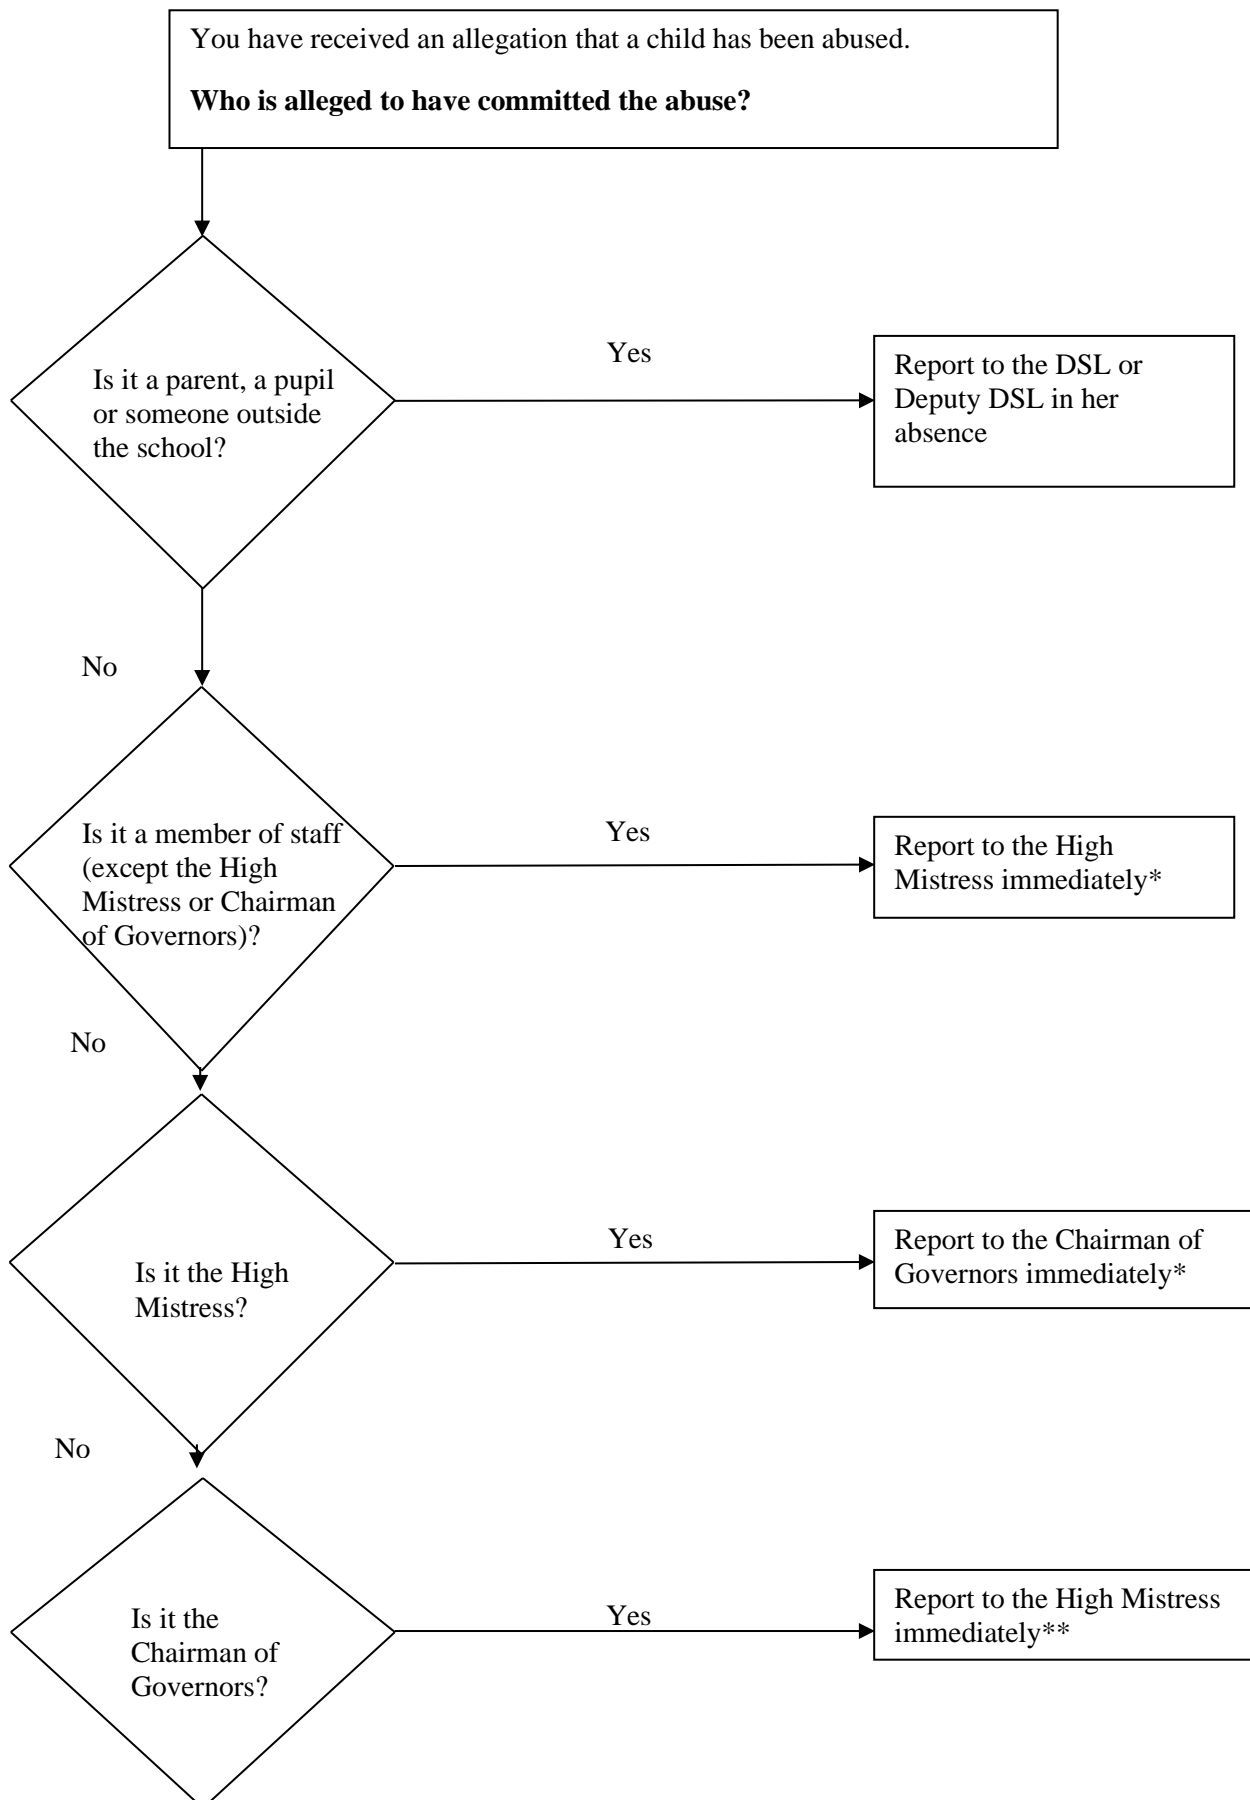 You have received an allegation that a child has been abused.
Who is alleged to have committed the abuse?
Is it a parent, a pupil
or someone outside
the school?
Yes
Report to the DSL or
Deputy DSL in her
absence
No
Is it a member of staff
(except the High
Mistress or Chairman
of Governors)?
Yes
Report to the High
Mistress immediately*
No
Is it the High
Mistress?
Yes
Report to the Chairman of
Governors immediately*
No
Is it the
Chairman of
Governors?
Yes
Report to the High Mistress
immediately**